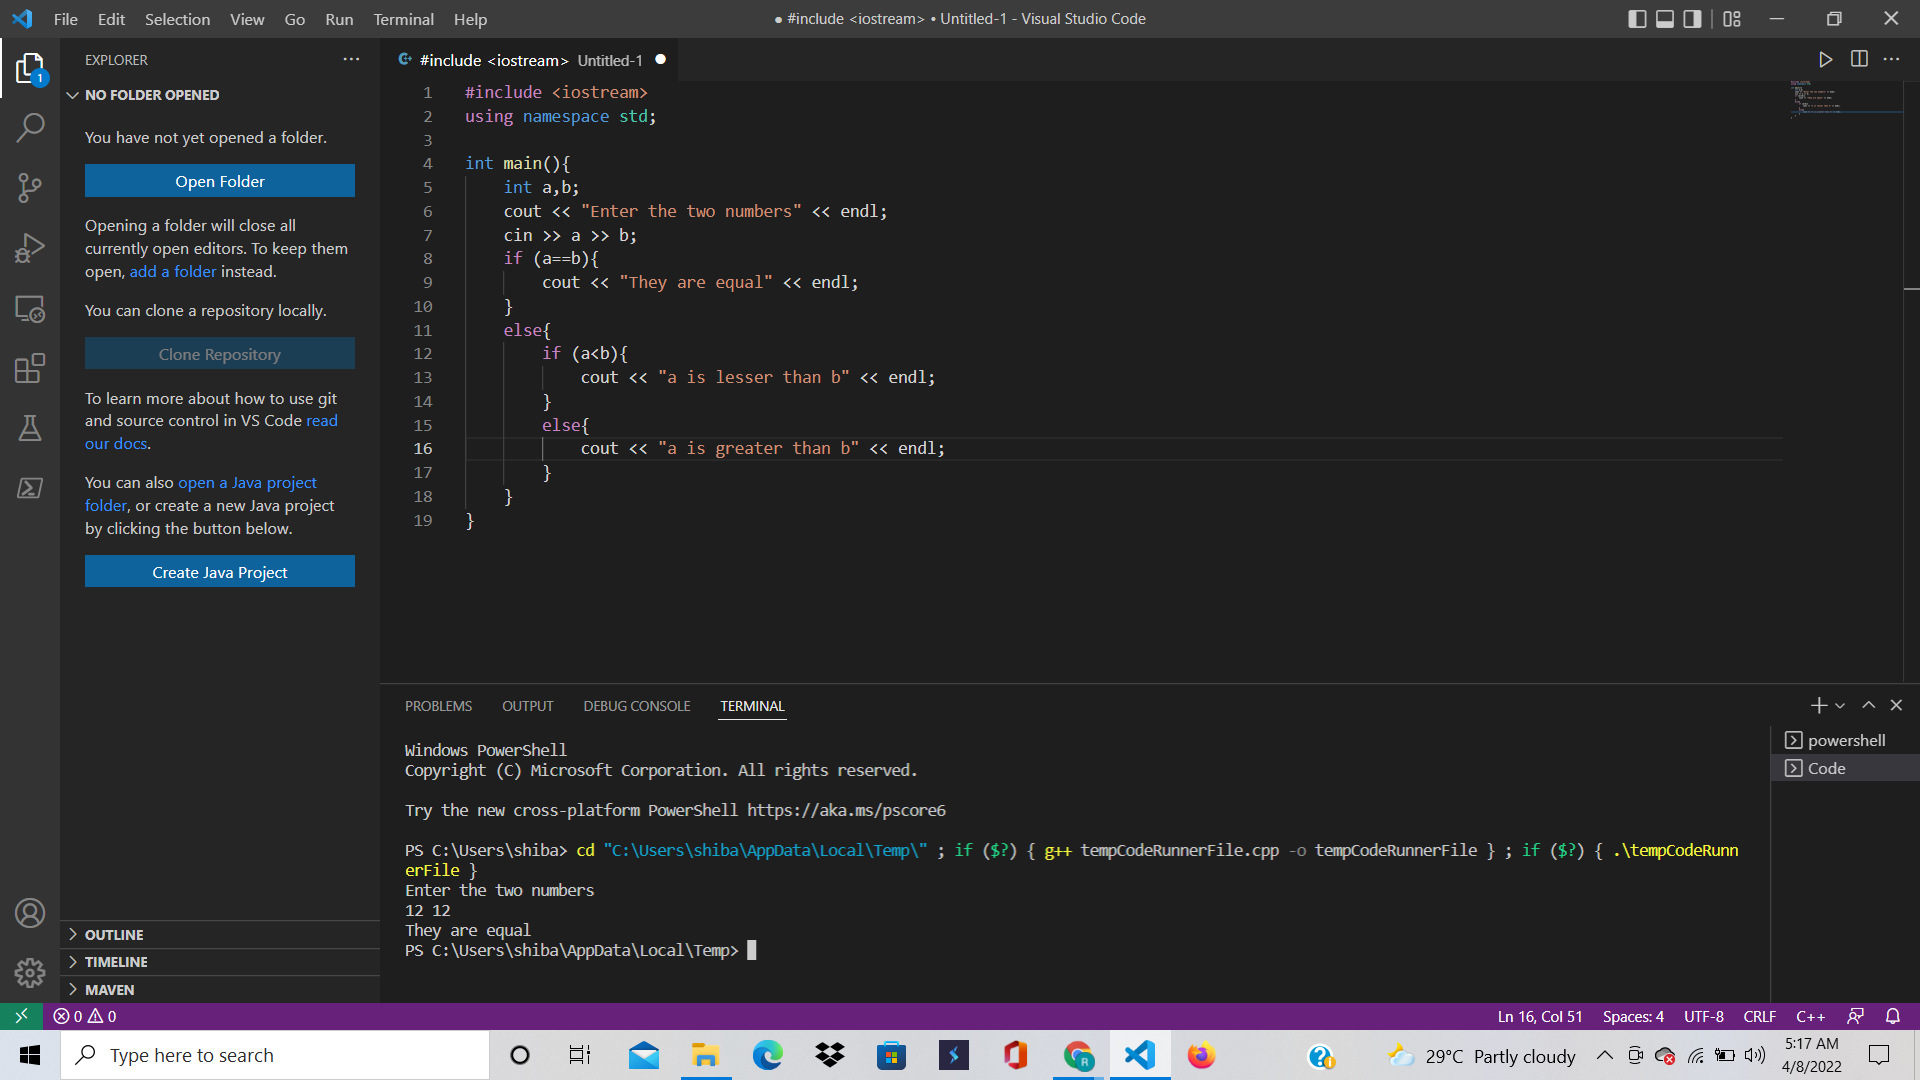 File Edit Selection View Go Run Terminal Help
● #include <iostream> • Untitled-1 - Visual Studio Code
EXPLORER
1
NO FOLDER OPENED
You have not yet opened a folder.
Open Folder
Opening a folder will close all
currently open editors. To keep them
open, add a folder instead.
You can clone a repository locally.
Clone Repository
To learn more about how to use git
and source control in VS Code read
our docs.
You can also open a Java project
folder, or create a new Java project
by clicking the button below.
Create Java Project
OUTLINE
TIMELINE
MAVEN
#include <iostream> Untitled-1 ●
1 #include <iostream>
2 using namespace std;
3
4 int main(){
5     int a,b;
6     cout << "Enter the two numbers" << endl;
7     cin >> a >> b;
8     if (a==b){
9         cout << "They are equal" << endl;
10     }
11     else{
12         if (a<b){
13             cout << "a is lesser than b" << endl;
14         }
15         else{
16             cout << "a is greater than b" << endl;
17         }
18     }
19 }
PROBLEMS OUTPUT DEBUG CONSOLE TERMINAL
Windows PowerShell
Copyright (C) Microsoft Corporation. All rights reserved.
Try the new cross-platform PowerShell https://aka.ms/pscore6
PS C:\Users\shiba> cd "C:\Users\shiba\AppData\Local\Temp\" ; if ($?) { g++ tempCodeRunnerFile.cpp -o tempCodeRunnerFile } ; if ($?) { .\tempCodeRunn
erFile }
Enter the two numbers
12 12
They are equal
PS C:\Users\shiba\AppData\Local\Temp>
powershell
Code
0 0
Ln 16, Col 51 Spaces: 4 UTF-8 CRLF C++
Type here to search
29°C Partly cloudy
5:17 AM
4/8/2022